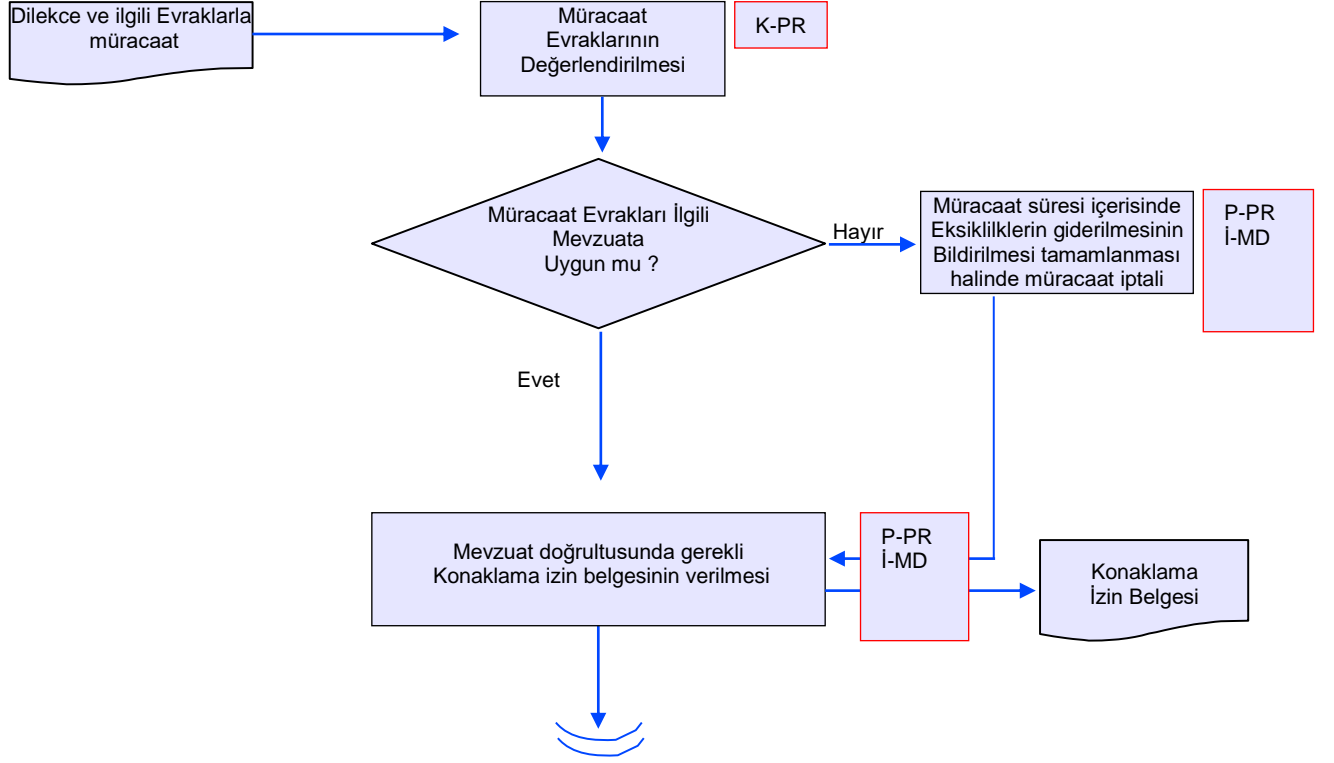 Dilekce ve ilgili Evraklarla
müracaat
Müracaat
Evraklarının
Değerlendirilmesi
K-PR
Müracaat Evrakları İlgili
Mevzuata
Uygun mu ?
Hayır
Müracaat süresi içerisinde
Eksiklilklerin giderilmesinin
Bildirilmesi tamamlanması
halinde müracaat iptali
P-PR
İ-MD
Evet
Mevzuat doğrultusunda gerekli
Konaklama izin belgesinin verilmesi
P-PR
İ-MD
Konaklama
İzin Belgesi